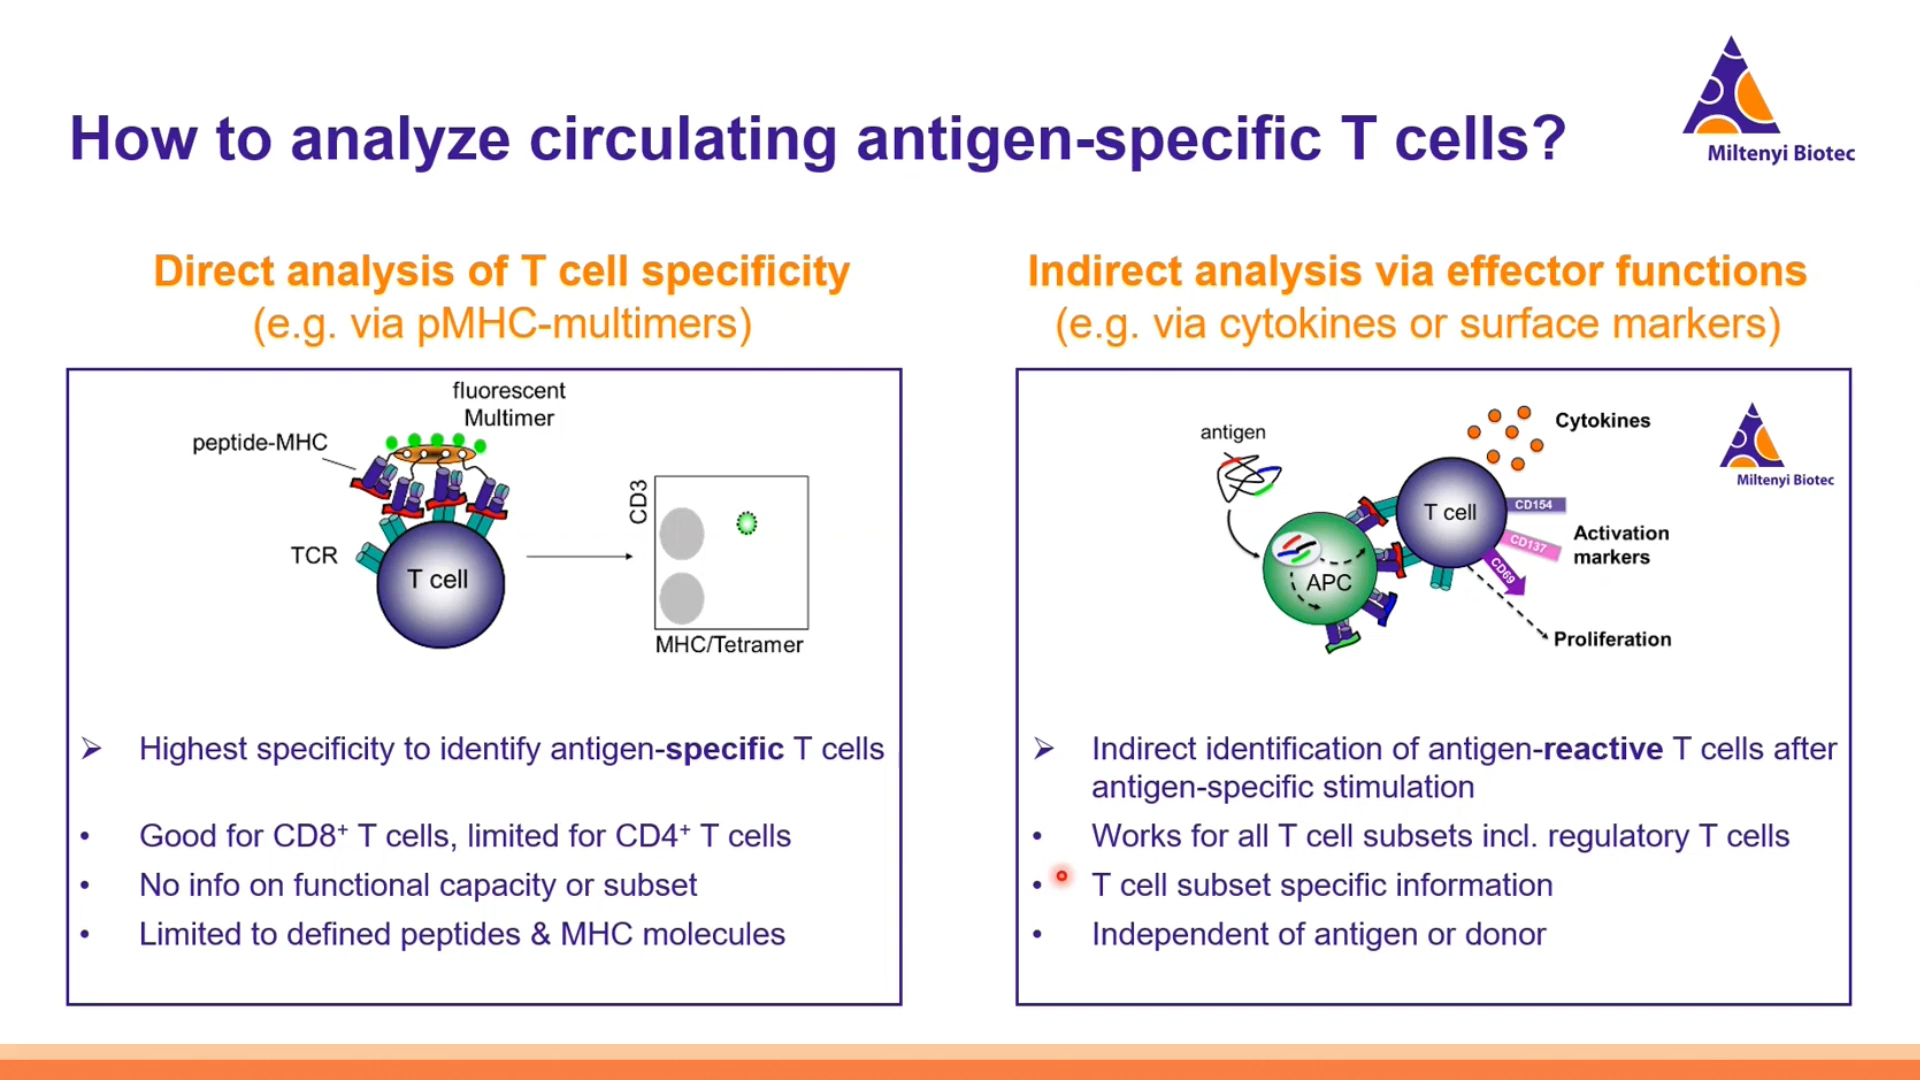 How to analyze circulating antigen-specific T cells?
Miltenyi Biotec
Direct analysis of T cell specificity
(e.g. via pMHC-multimers)
fluorescent
Multimer
peptide-MHC
TCR
T cell
CD3
MHC/Tetramer
➢ Highest specificity to identify antigen-specific T cells
• Good for CD8⁺ T cells, limited for CD4⁺ T cells
• No info on functional capacity or subset
• Limited to defined peptides & MHC molecules
Indirect analysis via effector functions
(e.g. via cytokines or surface markers)
antigen
Cytokines
Miltenyi Biotec
T cell
CD154
CD137
CD69
Activation
markers
APC
Proliferation
➢ Indirect identification of antigen-reactive T cells after
antigen-specific stimulation
• Works for all T cell subsets incl. regulatory T cells
• T cell subset specific information
• Independent of antigen or donor